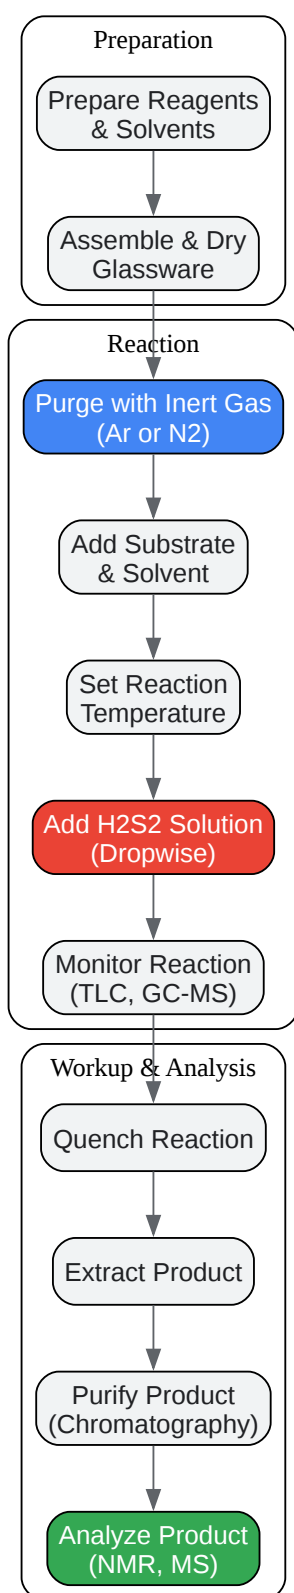 Preparation
Prepare Reagents
& Solvents
Assemble & Dry
Glassware
Reaction
Purge with Inert Gas
(Ar or N2)
Add Substrate
& Solvent
Set Reaction
Temperature
Add H2S2 Solution
(Dropwise)
Monitor Reaction
(TLC, GC-MS)
Workup & Analysis
Quench Reaction
Extract Product
Purify Product
(Chromatography)
Analyze Product
(NMR, MS)